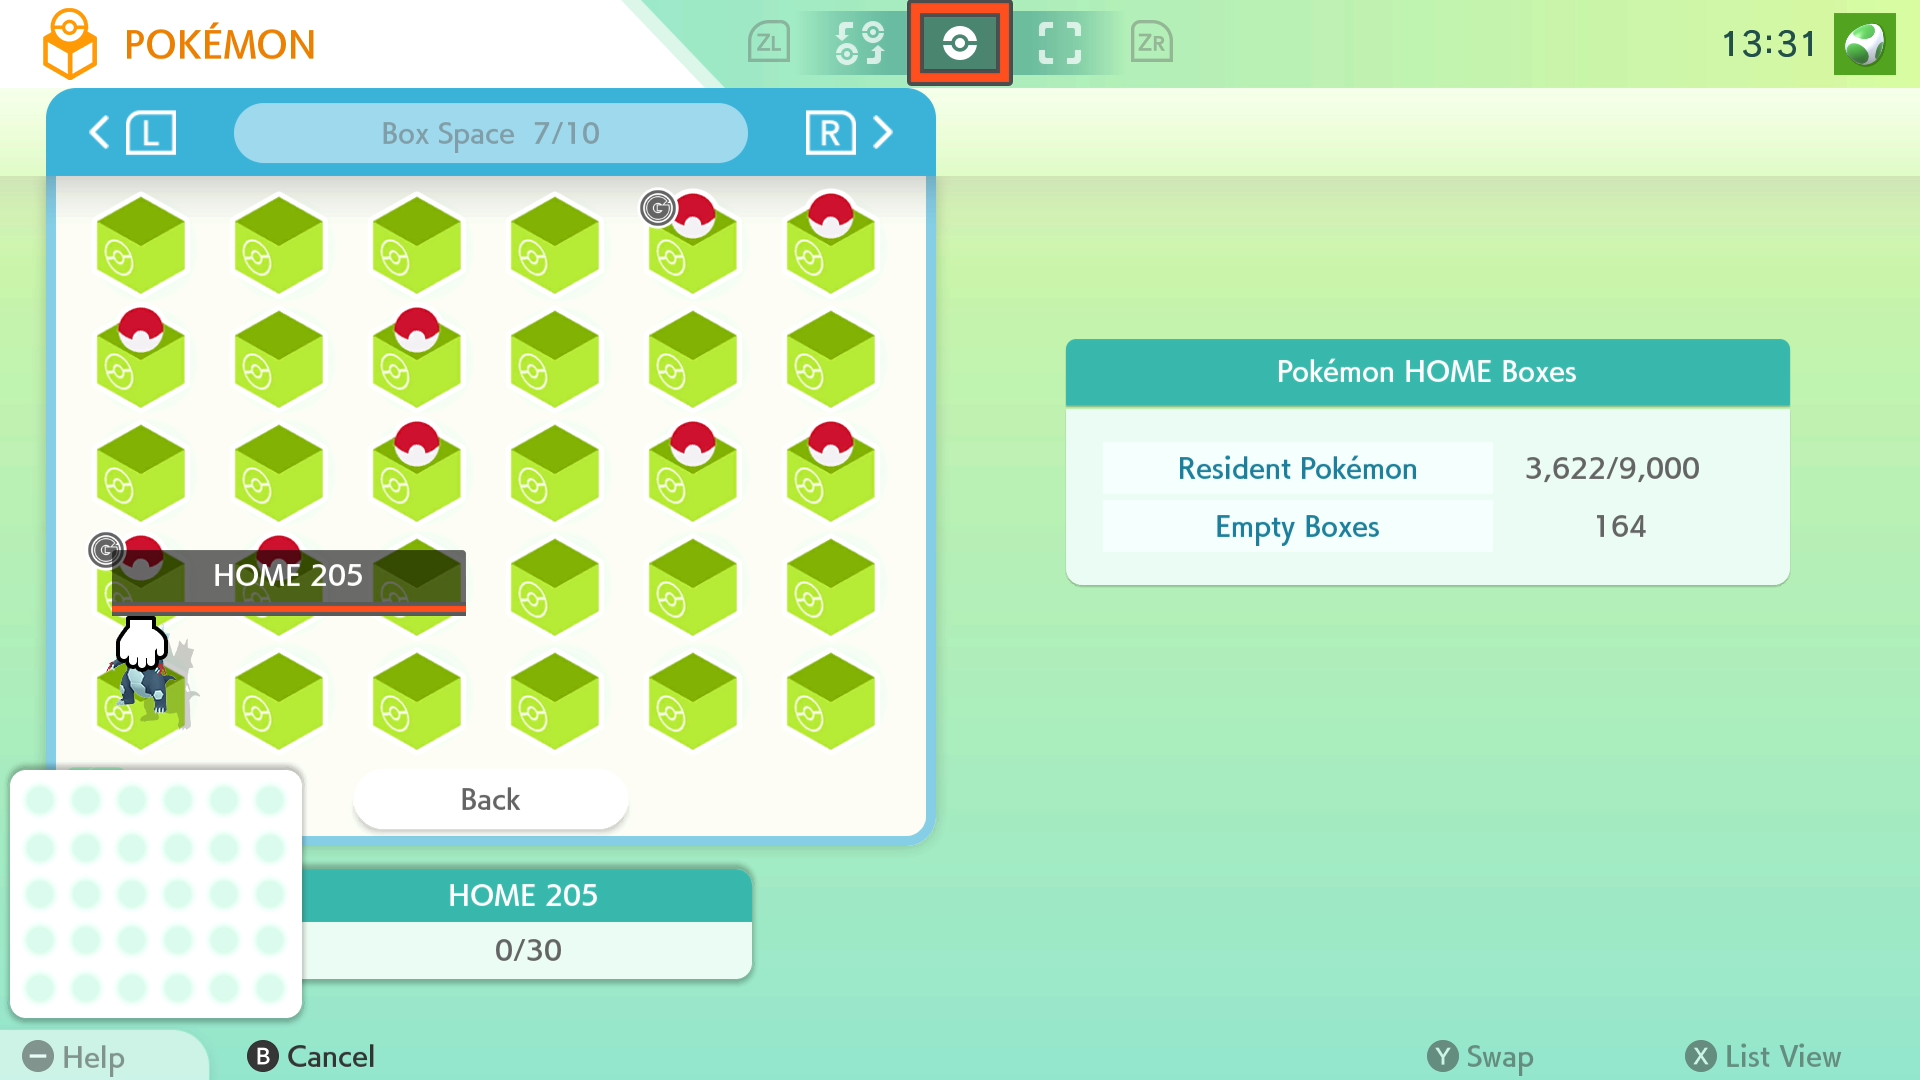 POKÉMON
ZL
ZR
13:31
L
Box Space 7/10
R
G
Pokémon HOME Boxes
Resident Pokémon 3,622/9,000
Empty Boxes 164
G
HOME 205
Back
HOME 205
0/30
Help
B Cancel
Y Swap
X List View